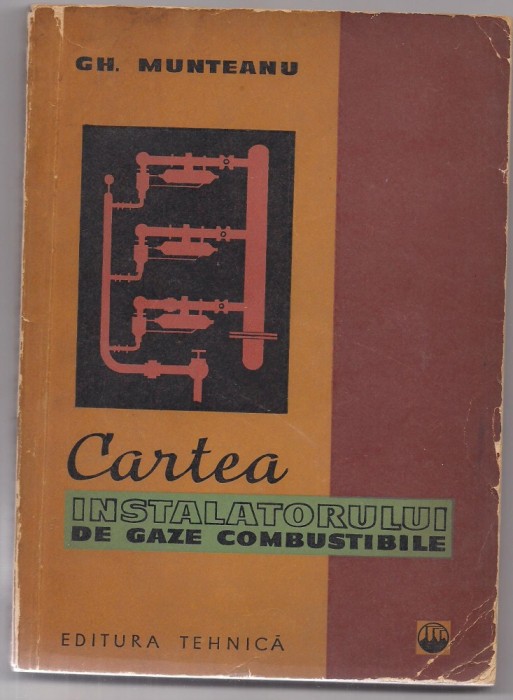 GH. MUNTEANU
Cartea
INSTALATORULUI
DE GAZE COMBUSTIBILE
EDITURA TEHNICĂ